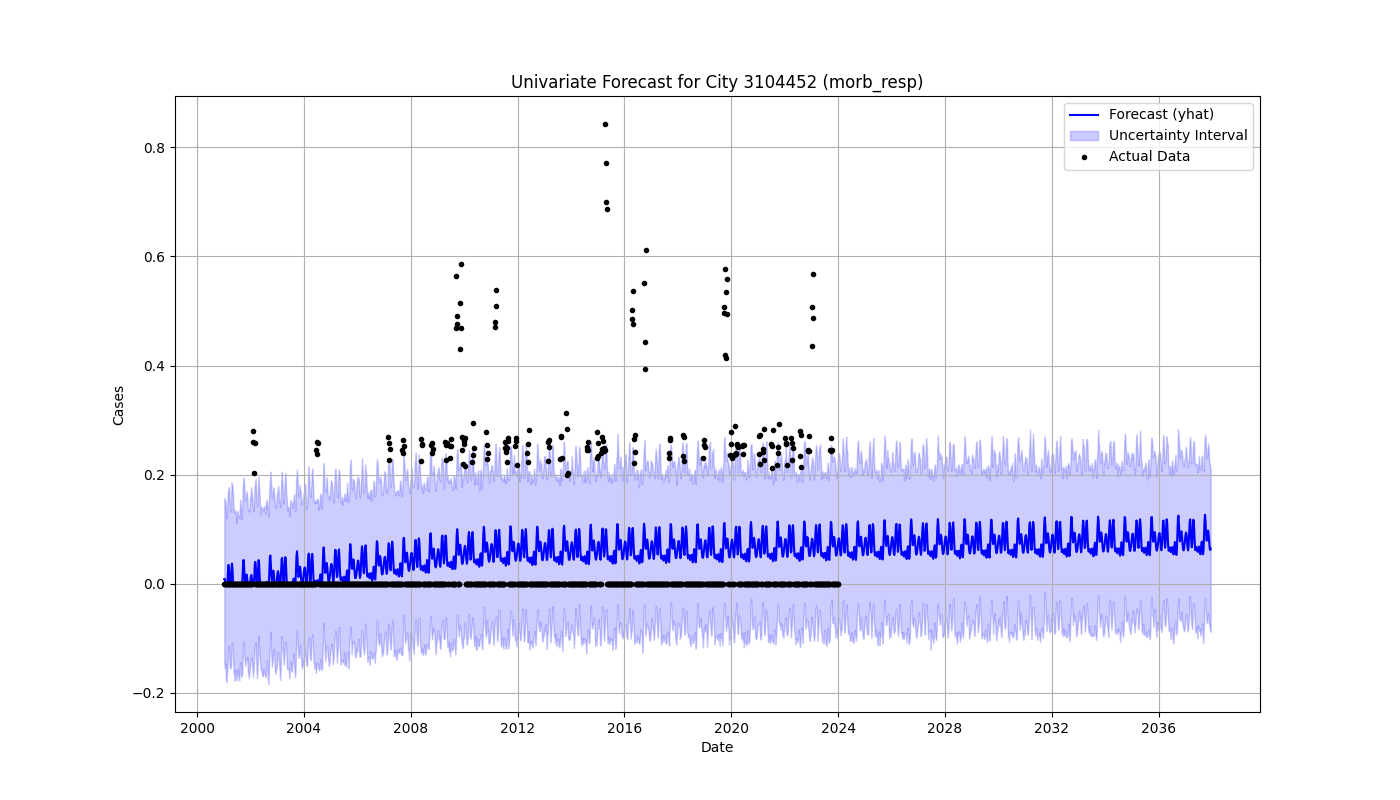 Univariate Forecast for City 3104452 (morb_resp)
Forecast (yhat)
Uncertainty Interval
Actual Data
Cases
0.8
0.6
0.4
0.2
0.0
−0.2
2000 2004 2008 2012 2016 2020 2024 2028 2032 2036
Date